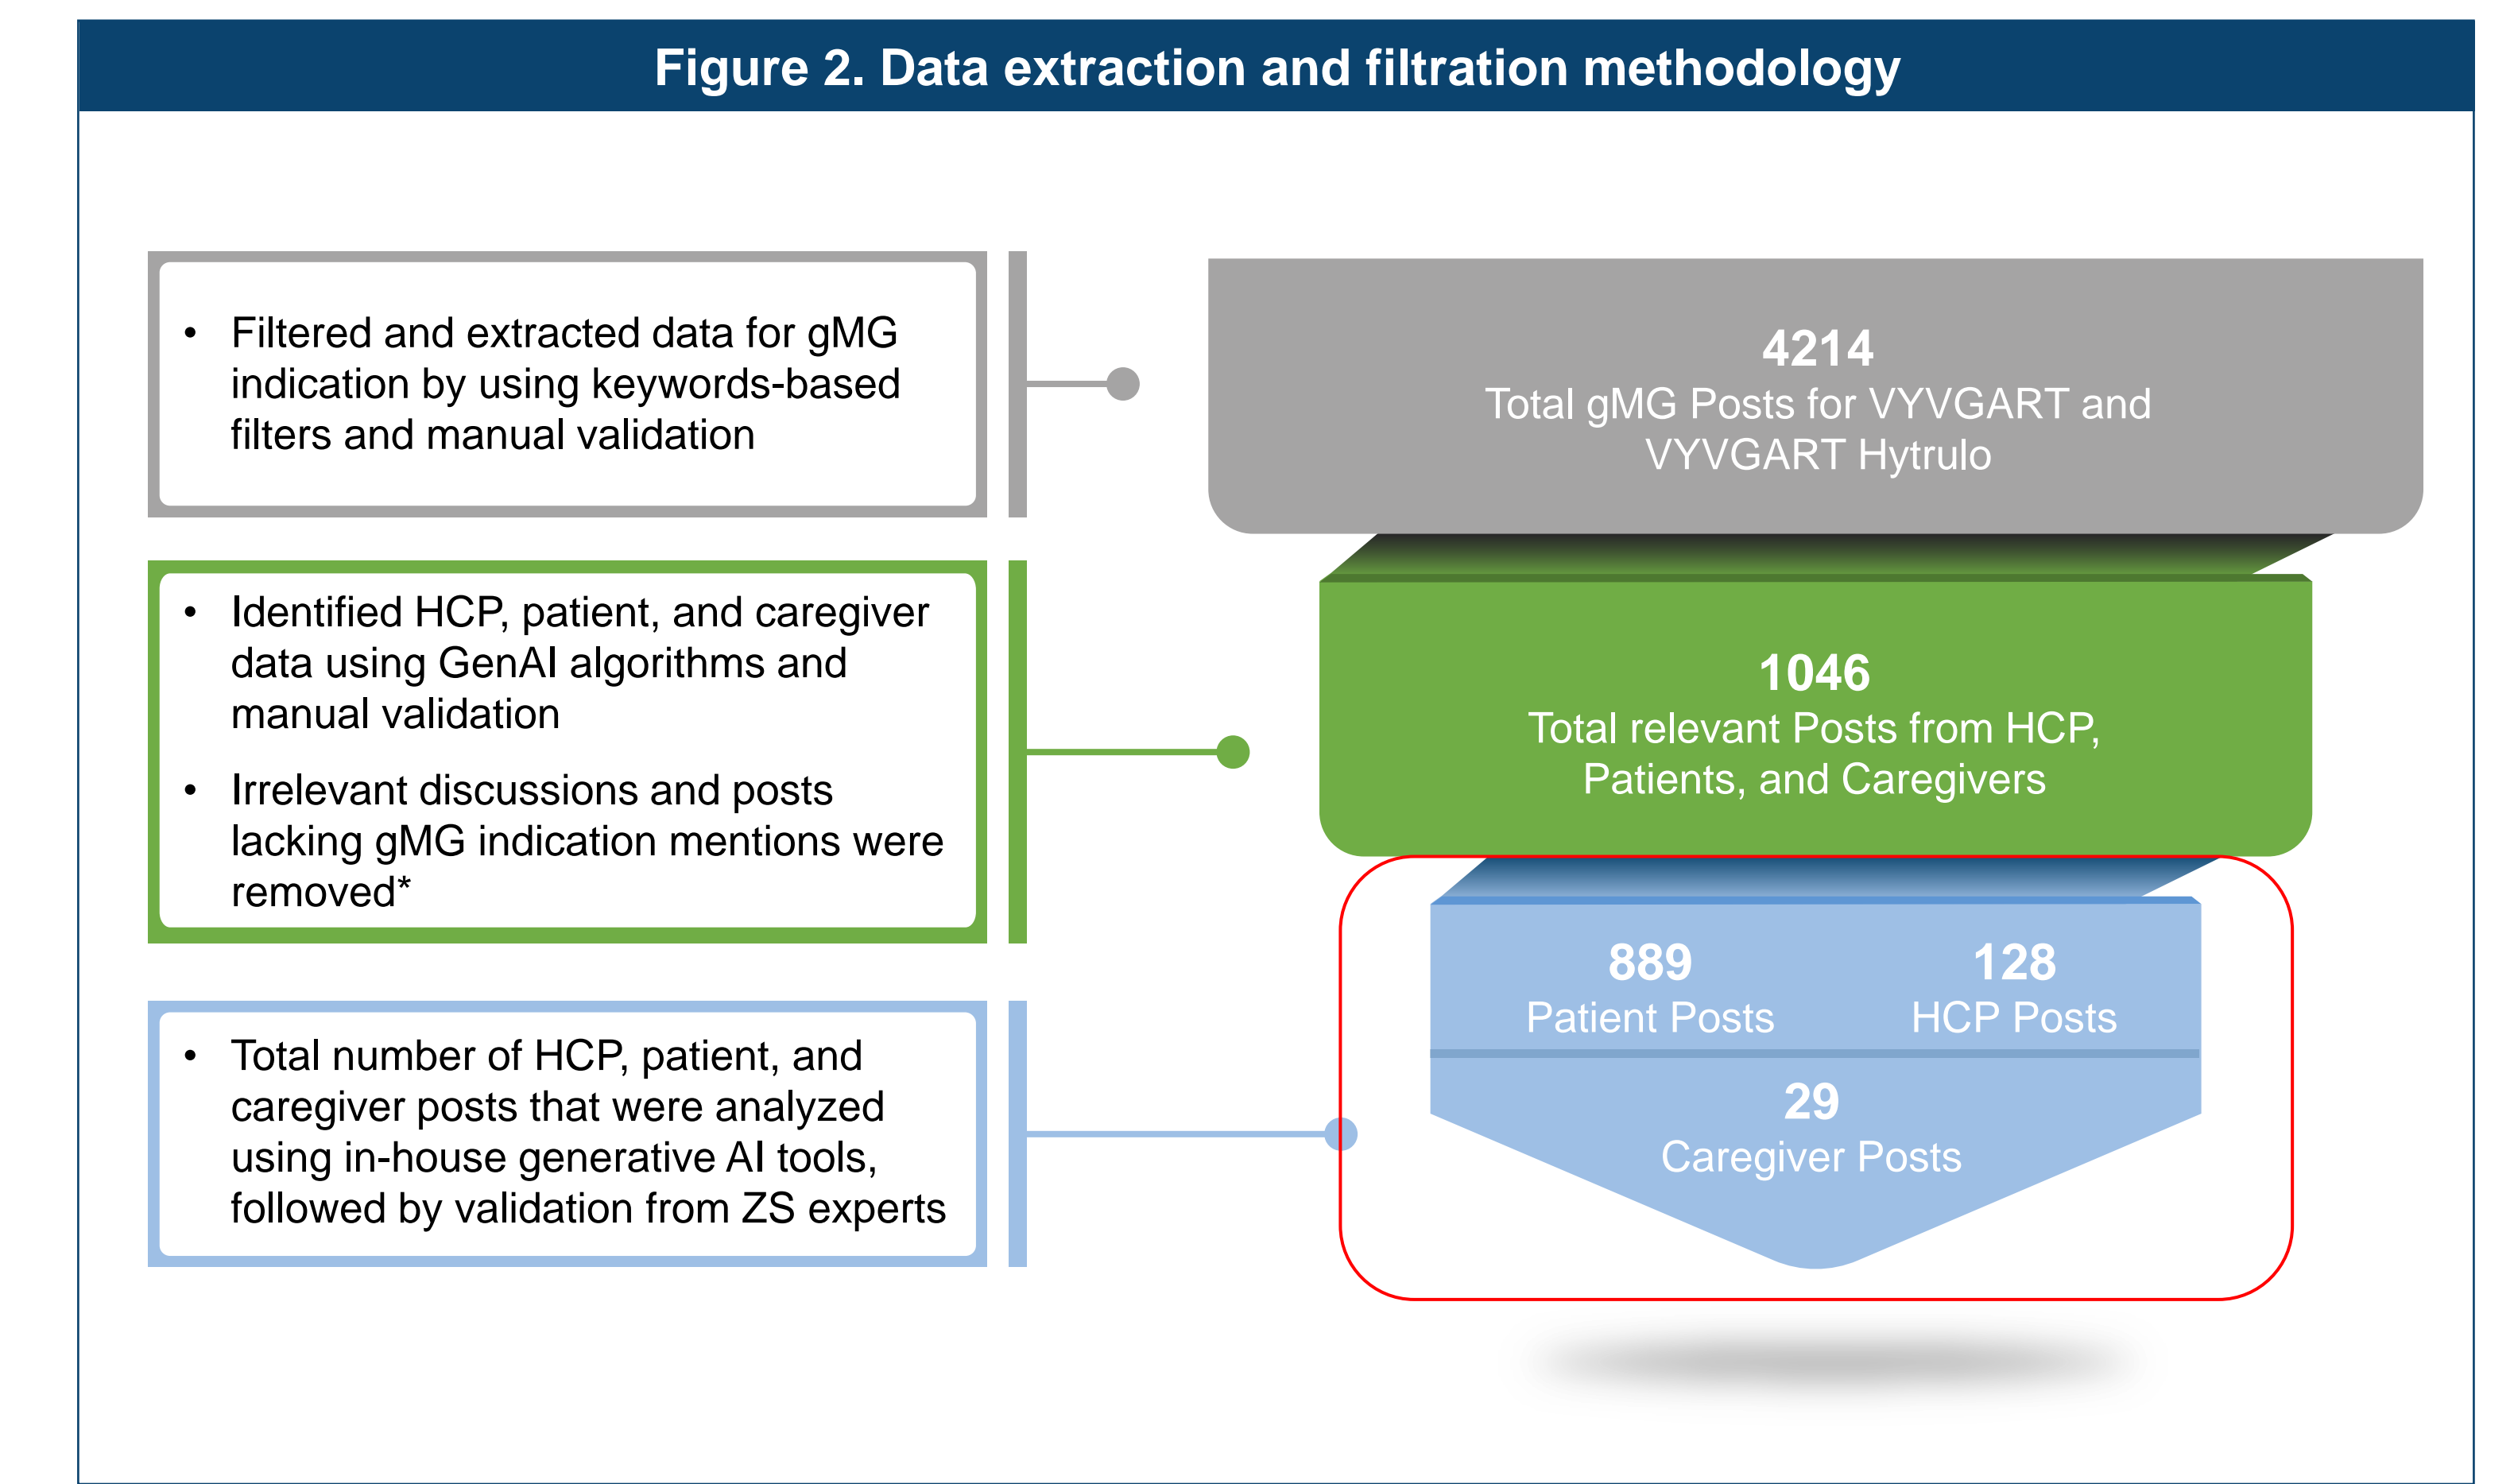 Figure 2. Data extraction and filtration methodology
• Filtered and extracted data for gMG
indication by using keywords-based
filters and manual validation
4214
Total gMG Posts for VYVGART and
VYVGART Hytrulo
• Identified HCP, patient, and caregiver
data using GenAI algorithms and
manual validation
• Irrelevant discussions and posts
lacking gMG indication mentions were
removed*
1046
Total relevant Posts from HCP,
Patients, and Caregivers
• Total number of HCP, patient, and
caregiver posts that were analyzed
using in-house generative AI tools,
followed by validation from ZS experts
889
Patient Posts
128
HCP Posts
29
Caregiver Posts